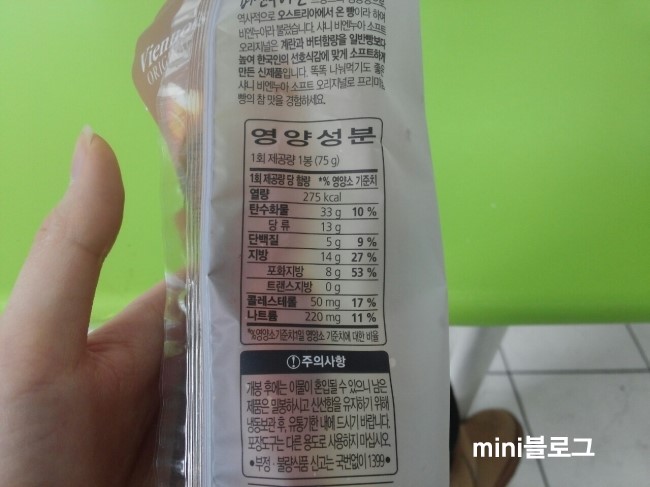 Vienn
ORIG
역사적으로 오스트리아에서 온 빵이라 하여
비엔누아라 불렀습니다. 샤니 비엔누아 소프트
오리지널은 계란과 버터함량을 일반빵보다
높여 한국인의 선호식감에 맞게 소프트하게
만든 신제품입니다. 똑똑 나눠먹기도 좋은
샤니 비엔누아 소프트 오리지널로 프리미엄
빵의 참 맛을 경험하세요.
영양성분
1회 제공량 1봉 (75 g)
1회 제공량 당 함량 *% 영양소 기준치
열량 275 kcal
탄수화물 33 g 10 %
당류 13 g
단백질 5 g 9 %
지방 14 g 27 %
포화지방 8 g 53 %
트랜스지방 0 g
콜레스테롤 50 mg 17 %
나트륨 220 mg 11 %
*%영양소기준치:1일 영양소 기준치에 대한 비율
주의사항
개봉 후에는 이물이 혼입될 수 있으니 남은
제품은 밀봉하시고 신선함을 유지하기 위해
냉동보관 후, 유통기한 내에 드시기 바랍니다.
포장도구는 다른 용도로 사용하지 마십시오.
•부정·불량식품 신고는 국번없이 1399•
mini블로그